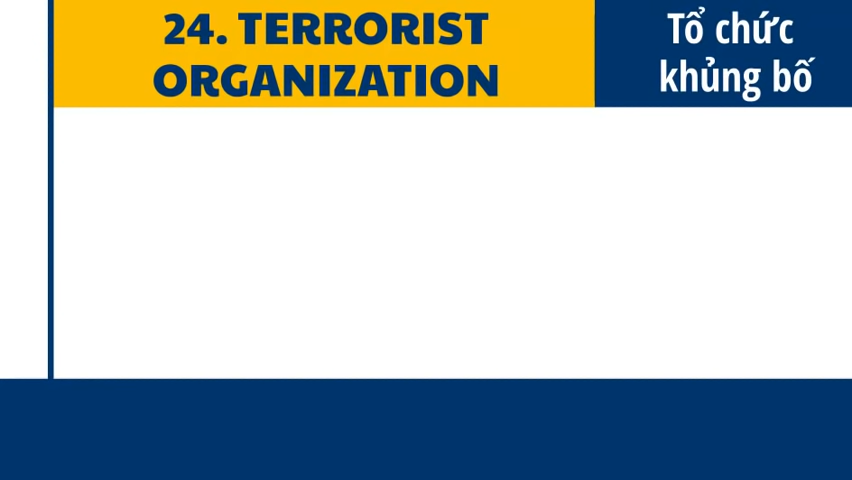 24. TERRORIST
ORGANIZATION
Tổ chức
khủng bố